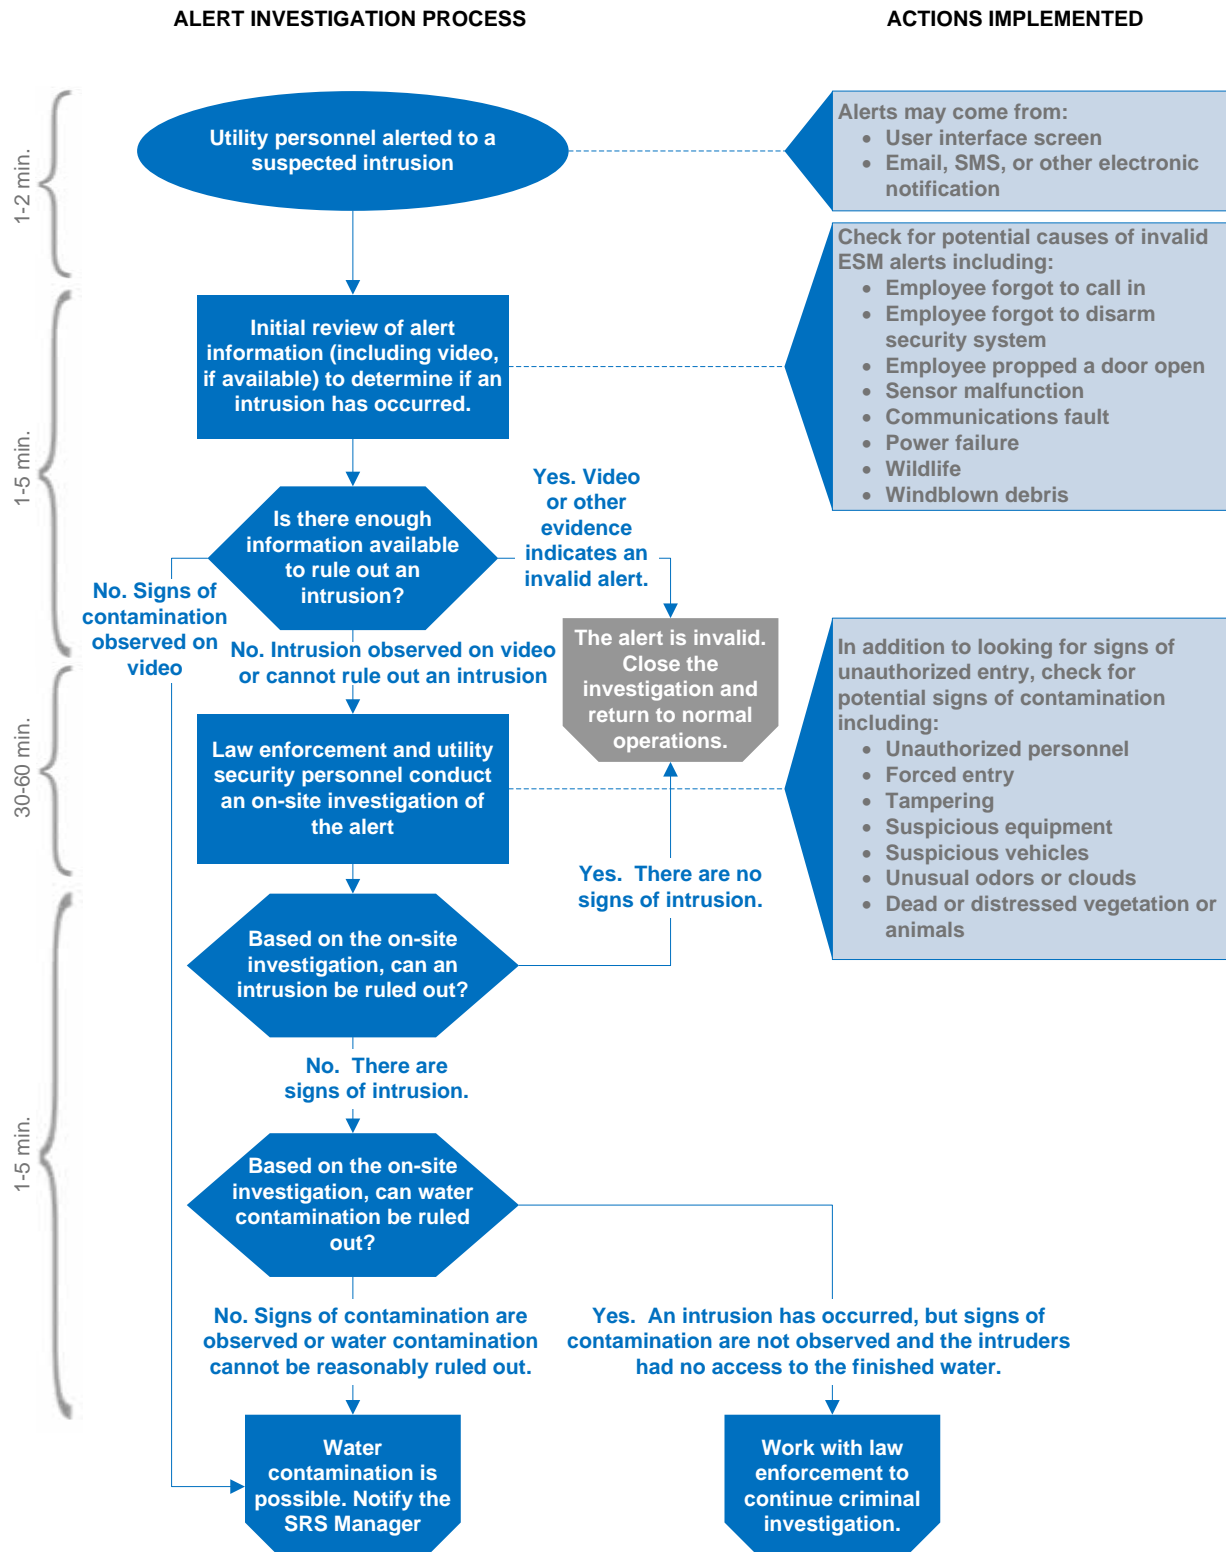 ALERT INVESTIGATION PROCESS
ACTIONS IMPLEMENTED
1-2 min.
Utility personnel alerted to a
suspected intrusion
Alerts may come from:
• User interface screen
• Email, SMS, or other electronic
notification
1-5 min.
Initial review of alert
information (including video,
if available) to determine if an
intrusion has occurred.
Check for potential causes of invalid
ESM alerts including:
• Employee forgot to call in
• Employee forgot to disarm
security system
• Employee propped a door open
• Sensor malfunction
• Communications fault
• Power failure
• Wildlife
• Windblown debris
Is there enough
information available
to rule out an
intrusion?
Yes. Video
or other
evidence
indicates an
invalid alert.
No. Signs of
contamination
observed on
video
No. Intrusion observed on video
or cannot rule out an intrusion
The alert is invalid.
Close the
investigation and
return to normal
operations.
30-60 min.
Law enforcement and utility
security personnel conduct
an on-site investigation of
the alert
In addition to looking for signs of
unauthorized entry, check for
potential signs of contamination
including:
• Unauthorized personnel
• Forced entry
• Tampering
• Suspicious equipment
• Suspicious vehicles
• Unusual odors or clouds
• Dead or distressed vegetation or
animals
1-5 min.
Based on the on-site
investigation, can an
intrusion be ruled out?
Yes. There are no
signs of intrusion.
No. There are
signs of intrusion.
Based on the on-site
investigation, can water
contamination be ruled
out?
No. Signs of contamination are
observed or water contamination
cannot be reasonably ruled out.
Yes. An intrusion has occurred, but signs of
contamination are not observed and the intruders
had no access to the finished water.
Water
contamination is
possible. Notify the
SRS Manager
Work with law
enforcement to
continue criminal
investigation.